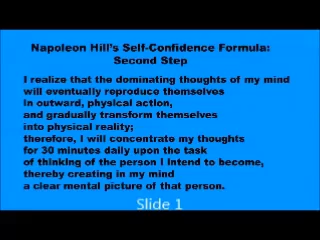 Napoleon Hill's Self-Confidence Formula:
Second Step
I realize that the dominating thoughts of my mind
will eventually reproduce themselves
in outward, physical action,
and gradually transform themselves
into physical reality;
therefore, I will concentrate my thoughts
for 30 minutes daily upon the task
of thinking of the person I intend to become,
thereby creating in my mind
a clear mental picture of that person.
Slide 1